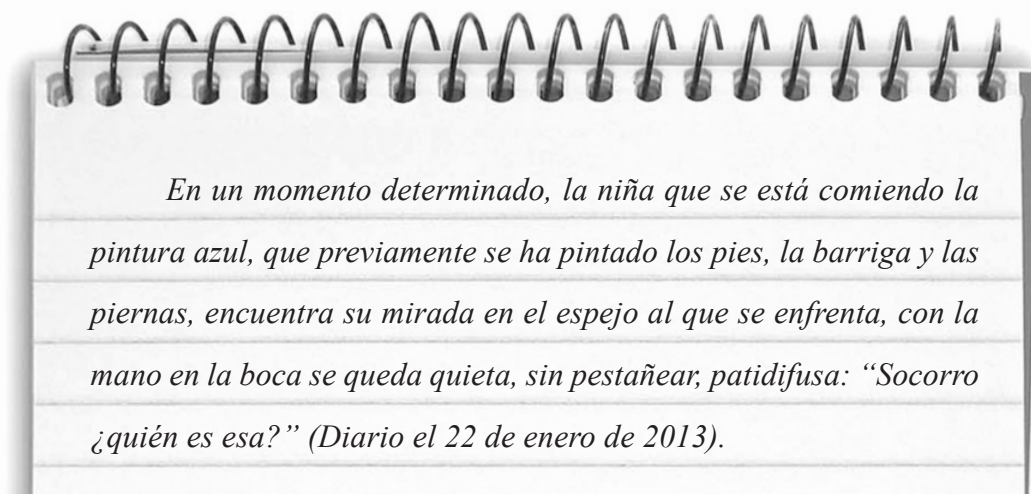 En un momento determinado, la niña que se está comiendo la
pintura azul, que previamente se ha pintado los pies, la barriga y las
piernas, encuentra su mirada en el espejo al que se enfrenta, con la
mano en la boca se queda quieta, sin pestañear, patidifusa: “Socorro
¿quién es esa?” (Diario el 22 de enero de 2013).